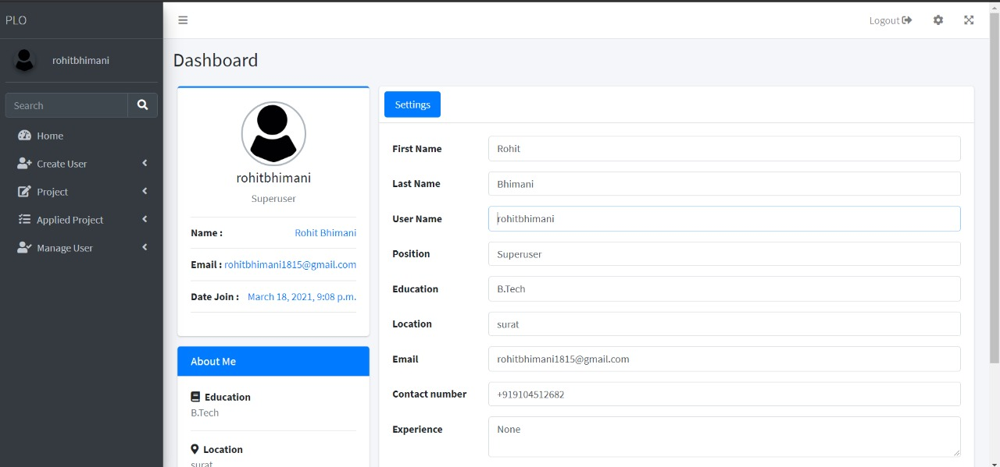 PLO
Logout
rohitbhimani
Dashboard
Search
Home
Create User
Project
Applied Project
Manage User
rohitbhimani
Superuser
Name : Rohit Bhimani
Email : rohitbhimani1815@gmail.com
Date Join : March 18, 2021, 9:08 p.m.
About Me
Education
B.Tech
Location
surat
Settings
First Name Rohit
Last Name Bhimani
User Name rohitbhimani
Position Superuser
Education B.Tech
Location surat
Email rohitbhimani1815@gmail.com
Contact number +919104512682
Experience None